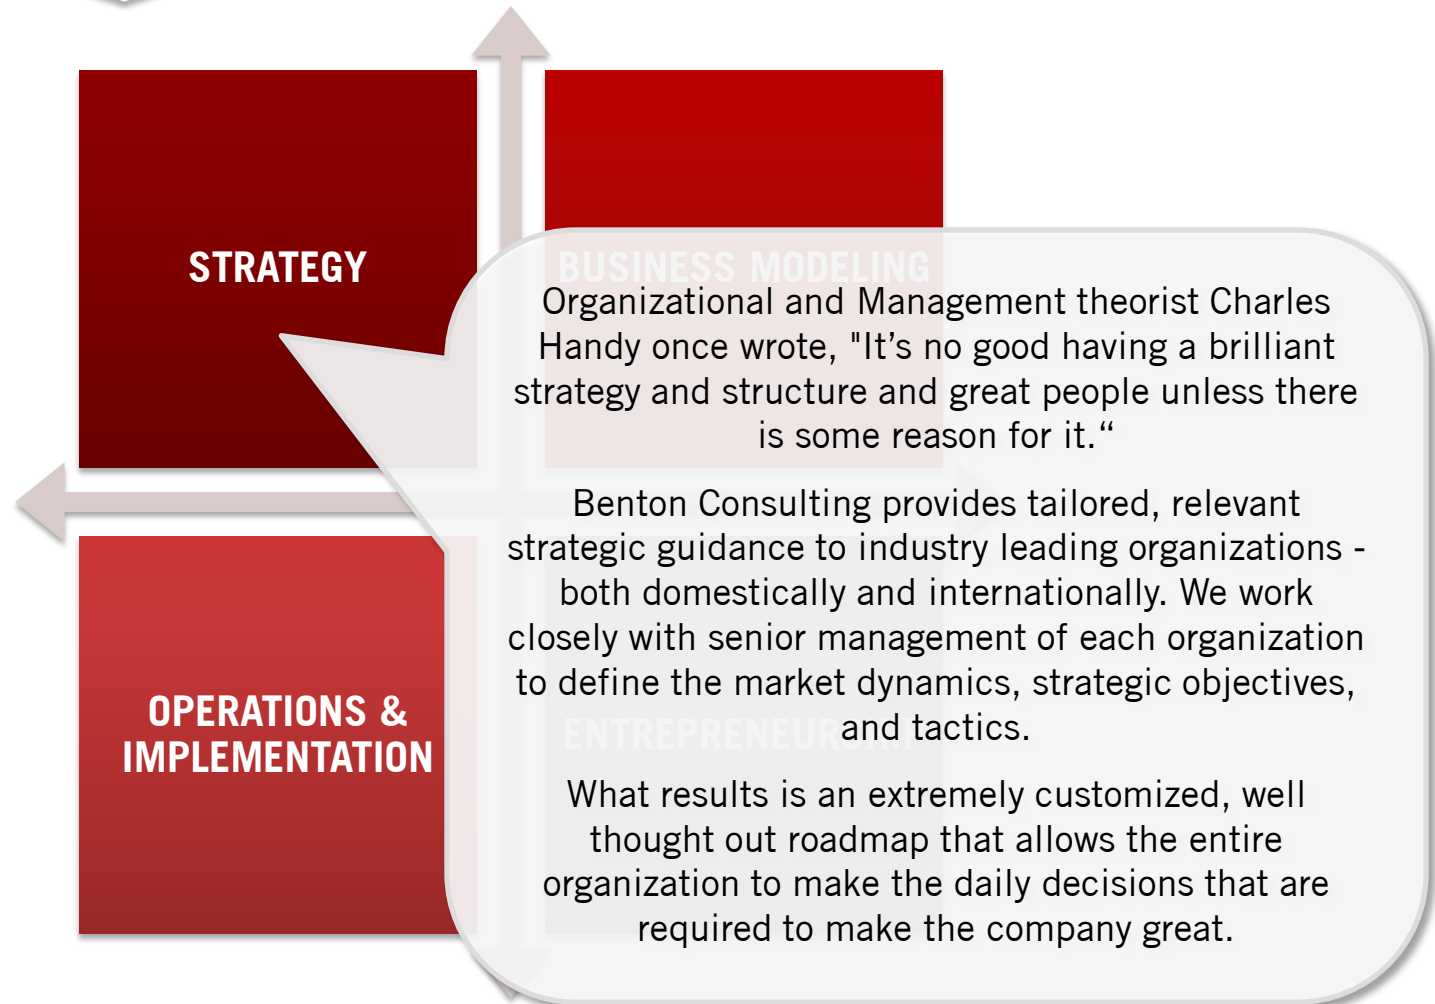 STRATEGY
BUSINESS MODELING
Organizational and Management theorist Charles
Handy once wrote, "It’s no good having a brilliant
strategy and structure and great people unless there
is some reason for it.“
Benton Consulting provides tailored, relevant
strategic guidance to industry leading organizations -
both domestically and internationally. We work
closely with senior management of each organization
to define the market dynamics, strategic objectives,
and tactics.
What results is an extremely customized, well
thought out roadmap that allows the entire
organization to make the daily decisions that are
required to make the company great.
OPERATIONS &
IMPLEMENTATION
ENTREPRENEURSHIP